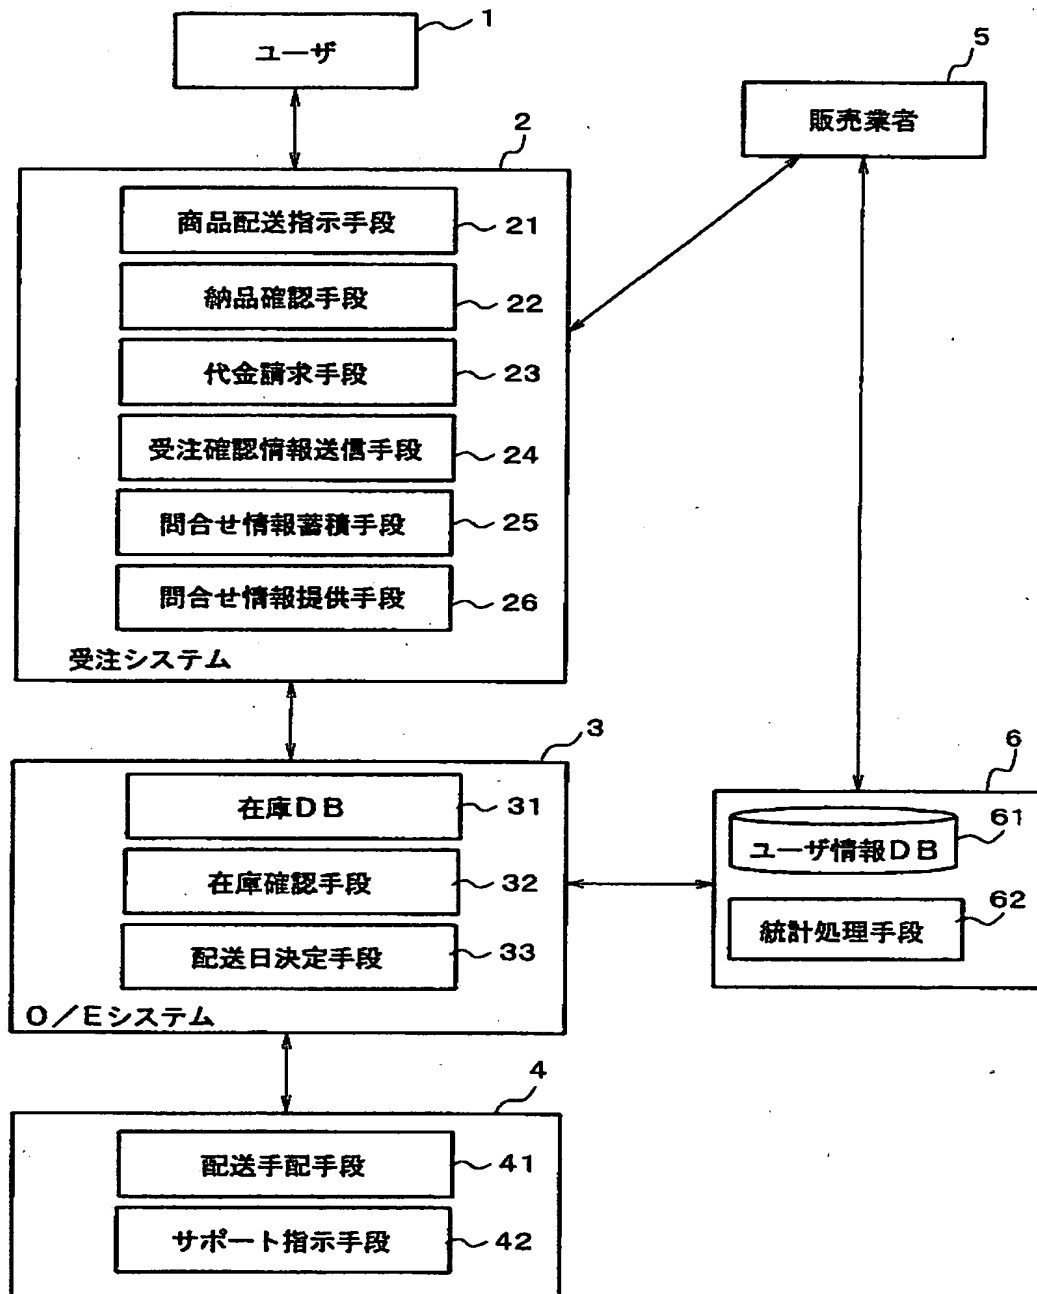 1
ユーザ
5
販売業者
2
商品配送指示手段 21
納品確認手段 22
代金請求手段 23
受注確認情報送信手段 24
問合せ情報蓄積手段 25
問合せ情報提供手段 26
受注システム
3
在庫DB 31
在庫確認手段 32
配送日決定手段 33
O/Eシステム
6
ユーザ情報DB 61
統計処理手段 62
4
配送手配手段 41
サポート指示手段 42